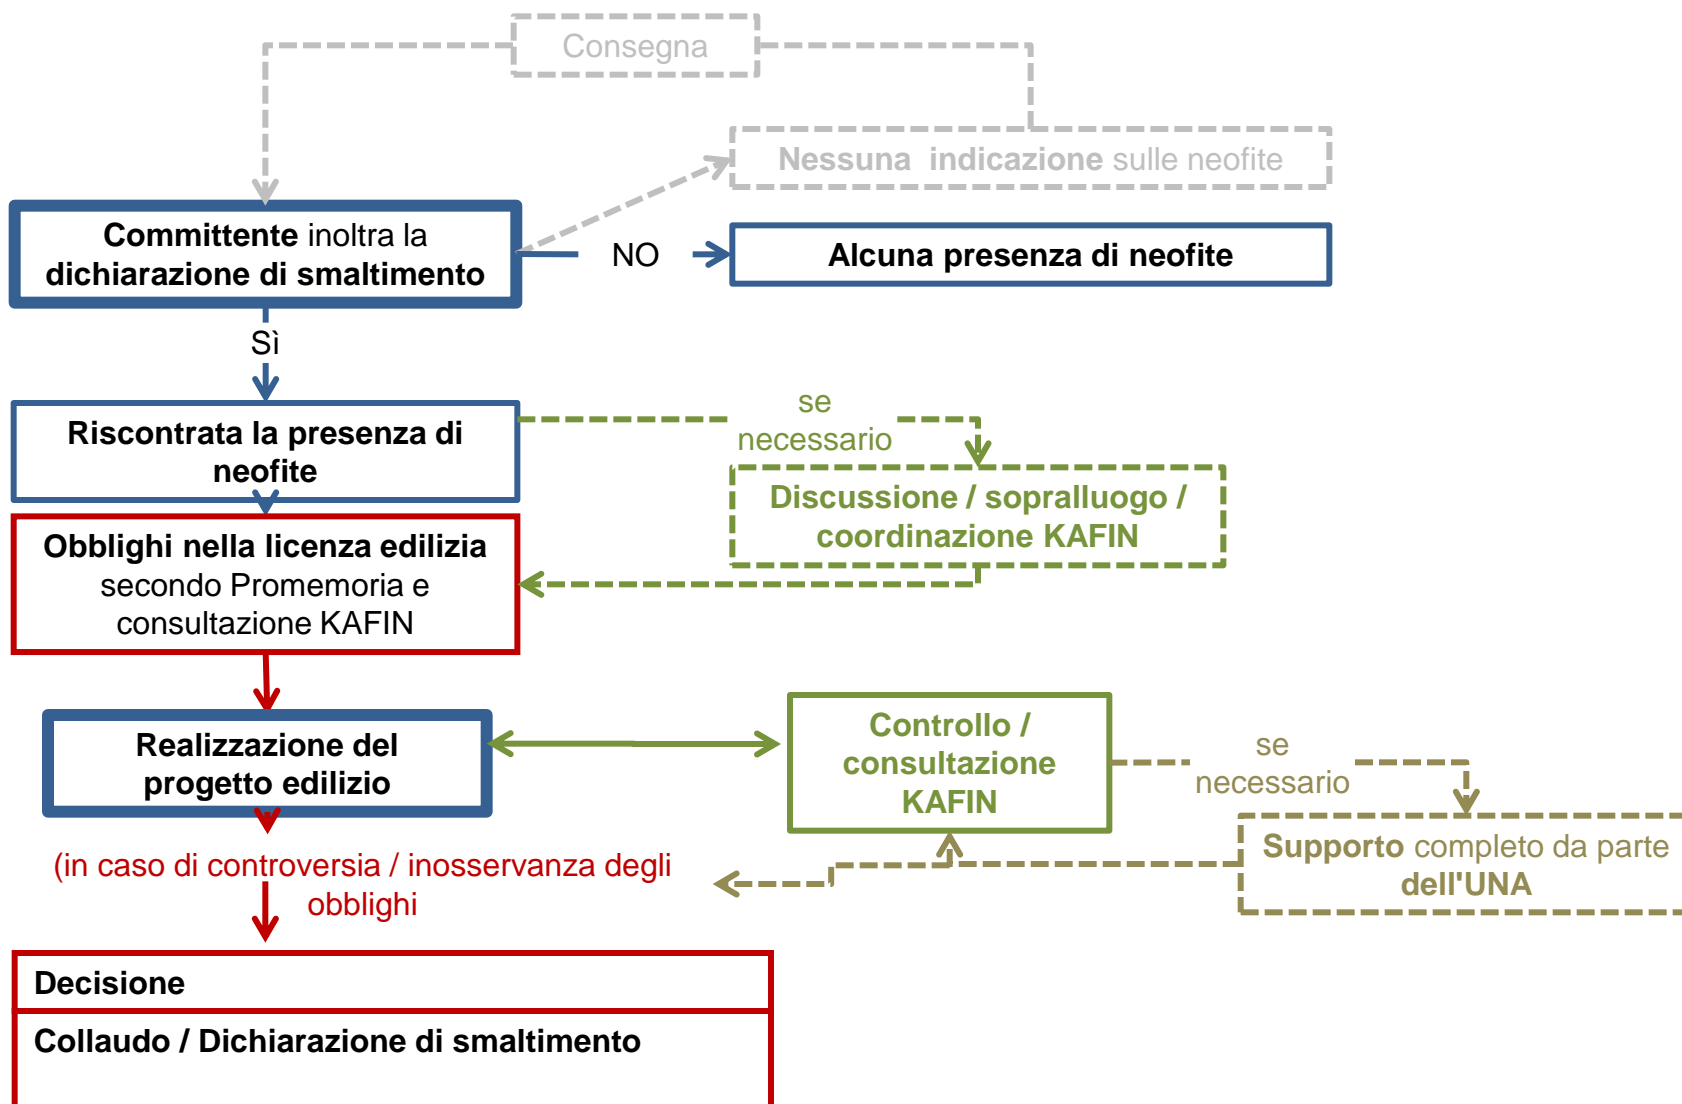 Consegna
Nessuna indicazione sulle neofite
Committente inoltra la
dichiarazione di smaltimento
NO
Alcuna presenza di neofite
Sì
Riscontrata la presenza di
neofite
se
necessario
Discussione / sopralluogo /
coordinazione KAFIN
Obblighi nella licenza edilizia
secondo Promemoria e
consultazione KAFIN
Realizzazione del
progetto edilizio
Controllo /
consultazione
KAFIN
se
necessario
Supporto completo da parte
dell'UNA
(in caso di controversia / inosservanza degli
obblighi
Decisione
Collaudo / Dichiarazione di smaltimento